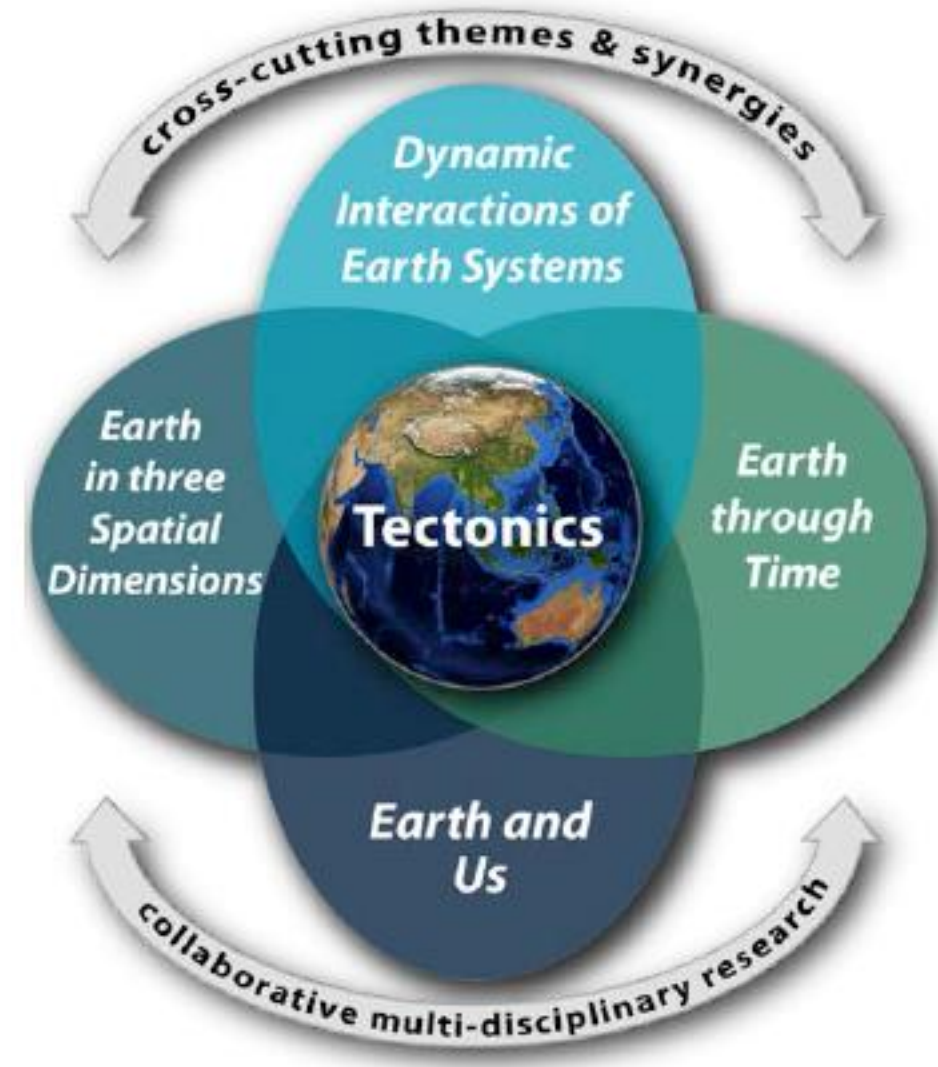 cross-cutting themes & synergies
Dynamic
Interactions of
Earth Systems
Earth
in three
Spatial
Dimensions
Tectonics
Earth
through
Time
Earth and
Us
collaborative multi-disciplinary research